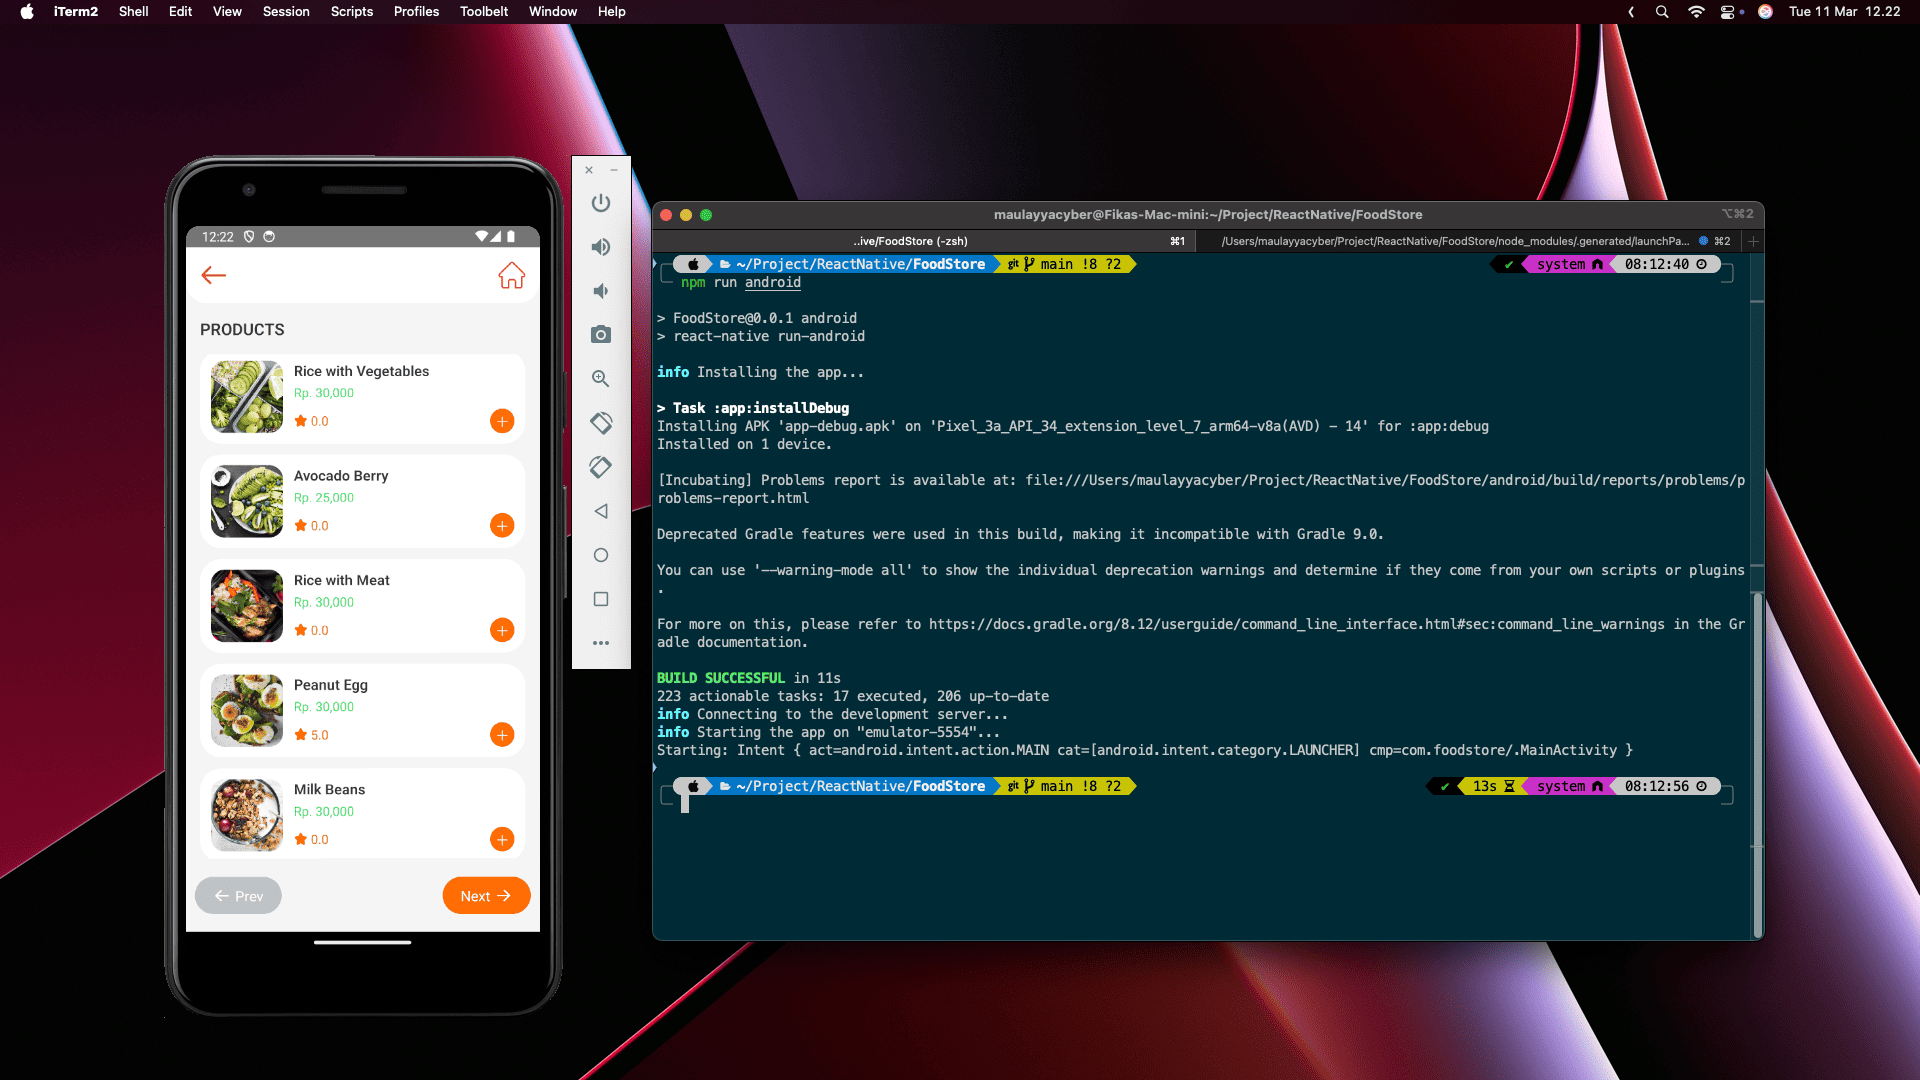 iTerm2 Shell Edit View Session Scripts Profiles Toolbelt Window Help
Tue 11 Mar 12.22
12:22
PRODUCTS
Rice with Vegetables
Rp. 30,000
0.0
Avocado Berry
Rp. 25,000
0.0
Rice with Meat
Rp. 30,000
0.0
Peanut Egg
Rp. 30,000
5.0
Milk Beans
Rp. 30,000
0.0
← Prev
Next →
maulayyacyber@Fikas-Mac-mini:~/Project/ReactNative/FoodStore
⌥⌘2
..ive/FoodStore (-zsh) ⌘1
/Users/maulayyacyber/Project/ReactNative/FoodStore/node_modules/.generated/launchPa... ⌘2
~/Project/ReactNative/FoodStore git main !8 ?2
✔ system 08:12:40
npm run android
> FoodStore@0.0.1 android
> react-native run-android
info Installing the app...
> Task :app:installDebug
Installing APK 'app-debug.apk' on 'Pixel_3a_API_34_extension_level_7_arm64-v8a(AVD) - 14' for :app:debug
Installed on 1 device.
[Incubating] Problems report is available at: file:///Users/maulayyacyber/Project/ReactNative/FoodStore/android/build/reports/problems/p
roblems-report.html
Deprecated Gradle features were used in this build, making it incompatible with Gradle 9.0.
You can use '--warning-mode all' to show the individual deprecation warnings and determine if they come from your own scripts or plugins
.
For more on this, please refer to https://docs.gradle.org/8.12/userguide/command_line_interface.html#sec:command_line_warnings in the Gr
adle documentation.
BUILD SUCCESSFUL in 11s
223 actionable tasks: 17 executed, 206 up-to-date
info Connecting to the development server...
info Starting the app on "emulator-5554"...
Starting: Intent { act=android.intent.action.MAIN cat=[android.intent.category.LAUNCHER] cmp=com.foodstore/.MainActivity }
~/Project/ReactNative/FoodStore git main !8 ?2
✔ 13s system 08:12:56